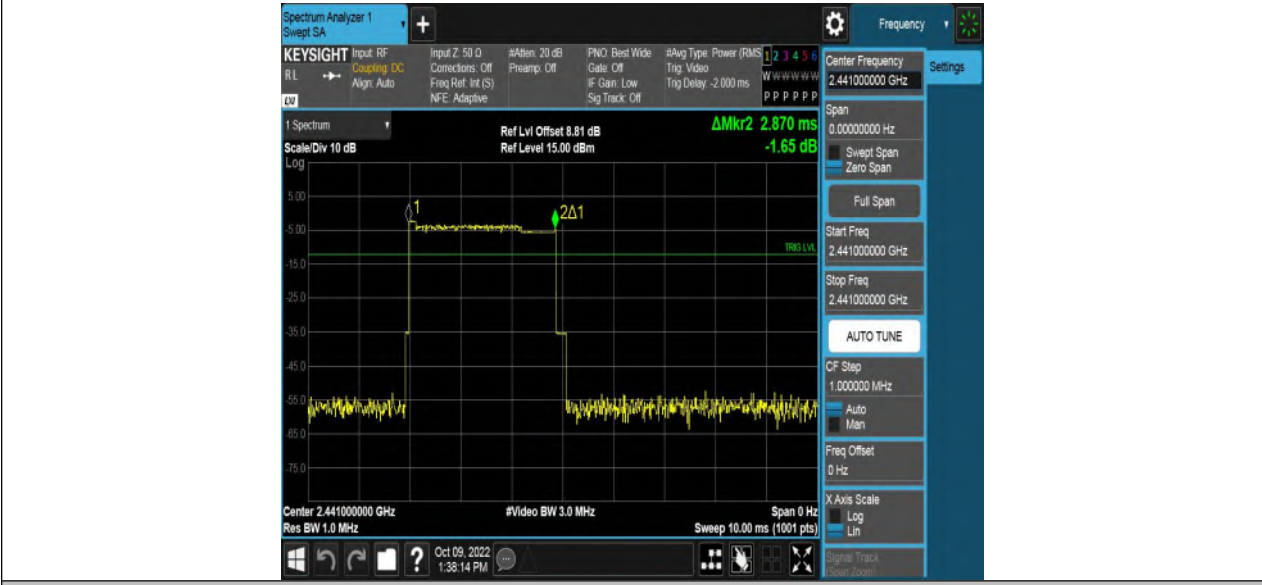 Spectrum Analyzer 1
Swept SA
+
Frequency
KEYSIGHT
RL
LXI
Input: RF
Coupling: DC
Align: Auto
Input Z: 50 Ω
Corrections: Off
Freq Ref: Int (S)
NFE: Adaptive
#Atten: 20 dB
Preamp: Off
PNO: Best Wide
Gate: Off
IF Gain: Low
Sig Track: Off
#Avg Type: Power (RMS
Trig: Video
Trig Delay: -2.000 ms
1 2 3 4 5 6
W W W W W W
P P P P P P
1 Spectrum
Scale/Div 10 dB
Ref Lvl Offset 8.81 dB
Ref Level 15.00 dBm
ΔMkr2 2.870 ms
-1.65 dB
Log
5.00
-5.00
-15.0
-25.0
-35.0
-45.0
-55.0
-65.0
-75.0
1
2Δ1
TRIG LVL
Center 2.441000000 GHz
Res BW 1.0 MHz
#Video BW 3.0 MHz
Span 0 Hz
Sweep 10.00 ms (1001 pts)
?
Oct 09, 2022
1:38:14 PM
Center Frequency
2.441000000 GHz
Settings
Span
0.00000000 Hz
Swept Span
Zero Span
Full Span
Start Freq
2.441000000 GHz
Stop Freq
2.441000000 GHz
AUTO TUNE
CF Step
1.000000 MHz
Auto
Man
Freq Offset
0 Hz
X Axis Scale
Log
Lin
Signal Track
(Span Zoom)